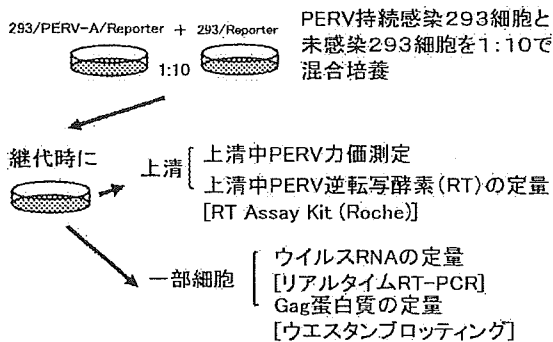 293/PERV-A/Reporter + 293/Reporter
1:10
PERV持続感染293細胞と
未感染293細胞を1:10で
混合培養
継代時に
上清
上清中PERV力価測定
上清中PERV逆転写酵素(RT)の定量
[RT Assay Kit (Roche)]
一部細胞
ウイルスRNAの定量
[リアルタイムRT-PCR]
Gag蛋白質の定量
[ウエスタンブロッティング]